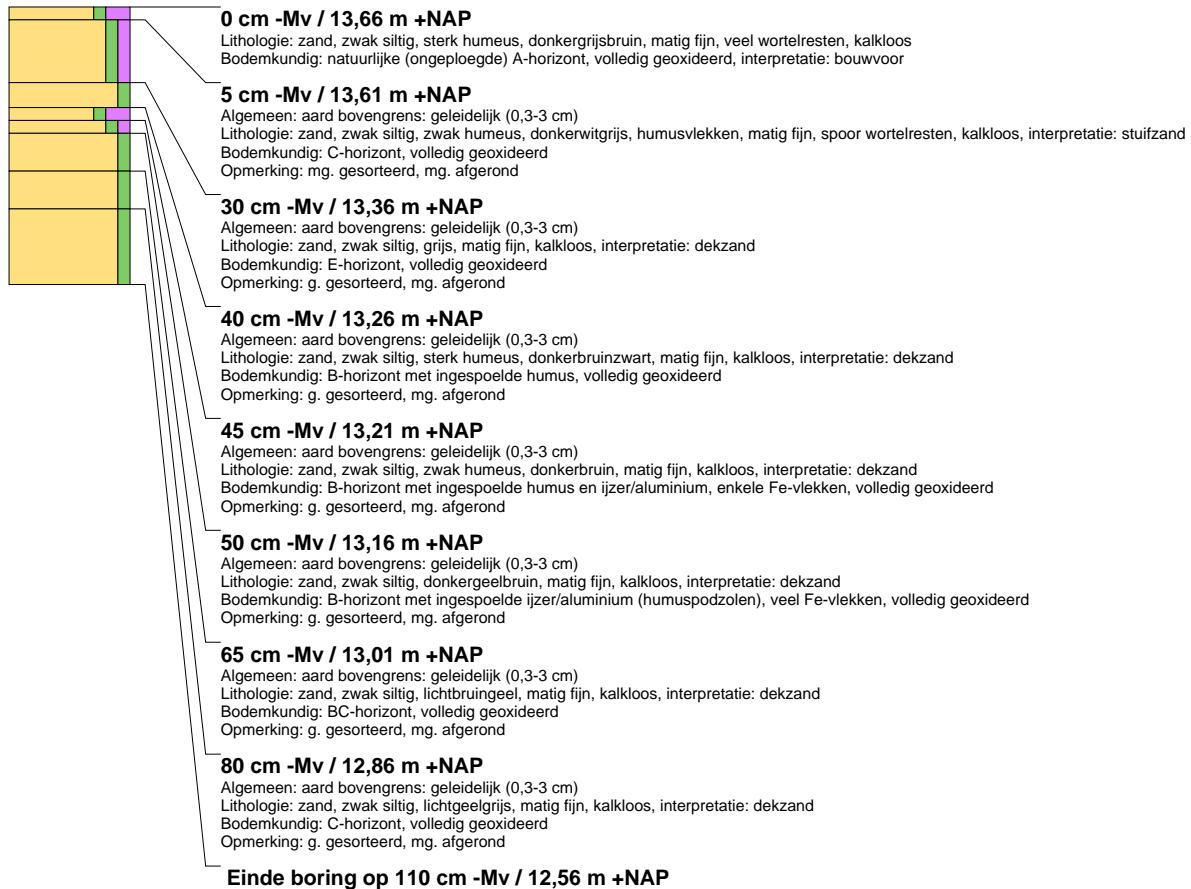 0 cm -Mv / 13,66 m +NAP
Lithologie: zand, zwak siltig, sterk humeus, donkergrijsbruin, matig fijn, veel wortelresten, kalkloos
Bodemkundig: natuurlijke (ongeploegde) A-horizont, volledig geoxideerd, interpretatie: bouwvoor
5 cm -Mv / 13,61 m +NAP
Algemeen: aard bovengrens: geleidelijk (0,3-3 cm)
Lithologie: zand, zwak siltig, zwak humeus, donkerwitgrijs, humusvlekken, matig fijn, spoor wortelresten, kalkloos, interpretatie: stuifzand
Bodemkundig: C-horizont, volledig geoxideerd
Opmerking: mg. gesorteerd, mg. afgerond
30 cm -Mv / 13,36 m +NAP
Algemeen: aard bovengrens: geleidelijk (0,3-3 cm)
Lithologie: zand, zwak siltig, grijs, matig fijn, kalkloos, interpretatie: dekzand
Bodemkundig: E-horizont, volledig geoxideerd
Opmerking: g. gesorteerd, mg. afgerond
40 cm -Mv / 13,26 m +NAP
Algemeen: aard bovengrens: geleidelijk (0,3-3 cm)
Lithologie: zand, zwak siltig, sterk humeus, donkerbruinzwart, matig fijn, kalkloos, interpretatie: dekzand
Bodemkundig: B-horizont met ingespoelde humus, volledig geoxideerd
Opmerking: g. gesorteerd, mg. afgerond
45 cm -Mv / 13,21 m +NAP
Algemeen: aard bovengrens: geleidelijk (0,3-3 cm)
Lithologie: zand, zwak siltig, zwak humeus, donkerbruin, matig fijn, kalkloos, interpretatie: dekzand
Bodemkundig: B-horizont met ingespoelde humus en ijzer/aluminium, enkele Fe-vlekken, volledig geoxideerd
Opmerking: g. gesorteerd, mg. afgerond
50 cm -Mv / 13,16 m +NAP
Algemeen: aard bovengrens: geleidelijk (0,3-3 cm)
Lithologie: zand, zwak siltig, donkergeelbruin, matig fijn, kalkloos, interpretatie: dekzand
Bodemkundig: B-horizont met ingespoelde ijzer/aluminium (humuspodzolen), veel Fe-vlekken, volledig geoxideerd
Opmerking: g. gesorteerd, mg. afgerond
65 cm -Mv / 13,01 m +NAP
Algemeen: aard bovengrens: geleidelijk (0,3-3 cm)
Lithologie: zand, zwak siltig, lichtbruingeel, matig fijn, kalkloos, interpretatie: dekzand
Bodemkundig: BC-horizont, volledig geoxideerd
Opmerking: g. gesorteerd, mg. afgerond
80 cm -Mv / 12,86 m +NAP
Algemeen: aard bovengrens: geleidelijk (0,3-3 cm)
Lithologie: zand, zwak siltig, lichtgeelgrijs, matig fijn, kalkloos, interpretatie: dekzand
Bodemkundig: C-horizont, volledig geoxideerd
Opmerking: g. gesorteerd, mg. afgerond
Einde boring op 110 cm -Mv / 12,56 m +NAP